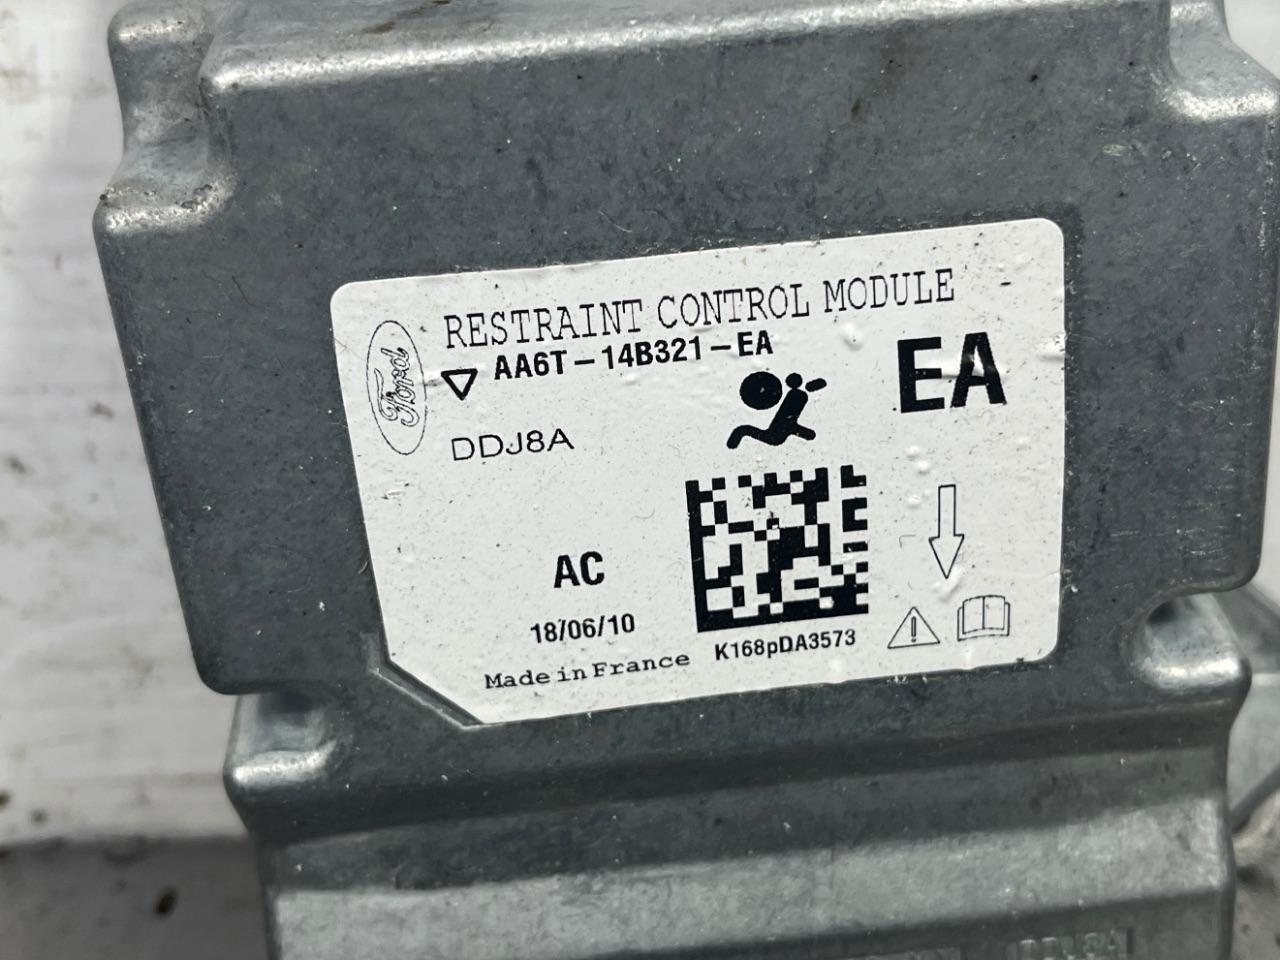 Ford
RESTRAINT CONTROL MODULE
AA6T-14B321-EA
EA
DDJ8A
AC
18/06/10
Made in France
K168pDA3573